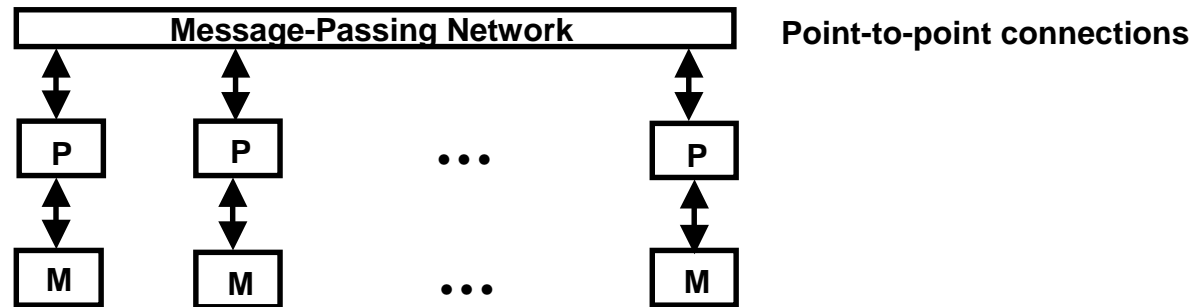 Message-Passing Network Point-to-point connections
P P ... P
M M ... M